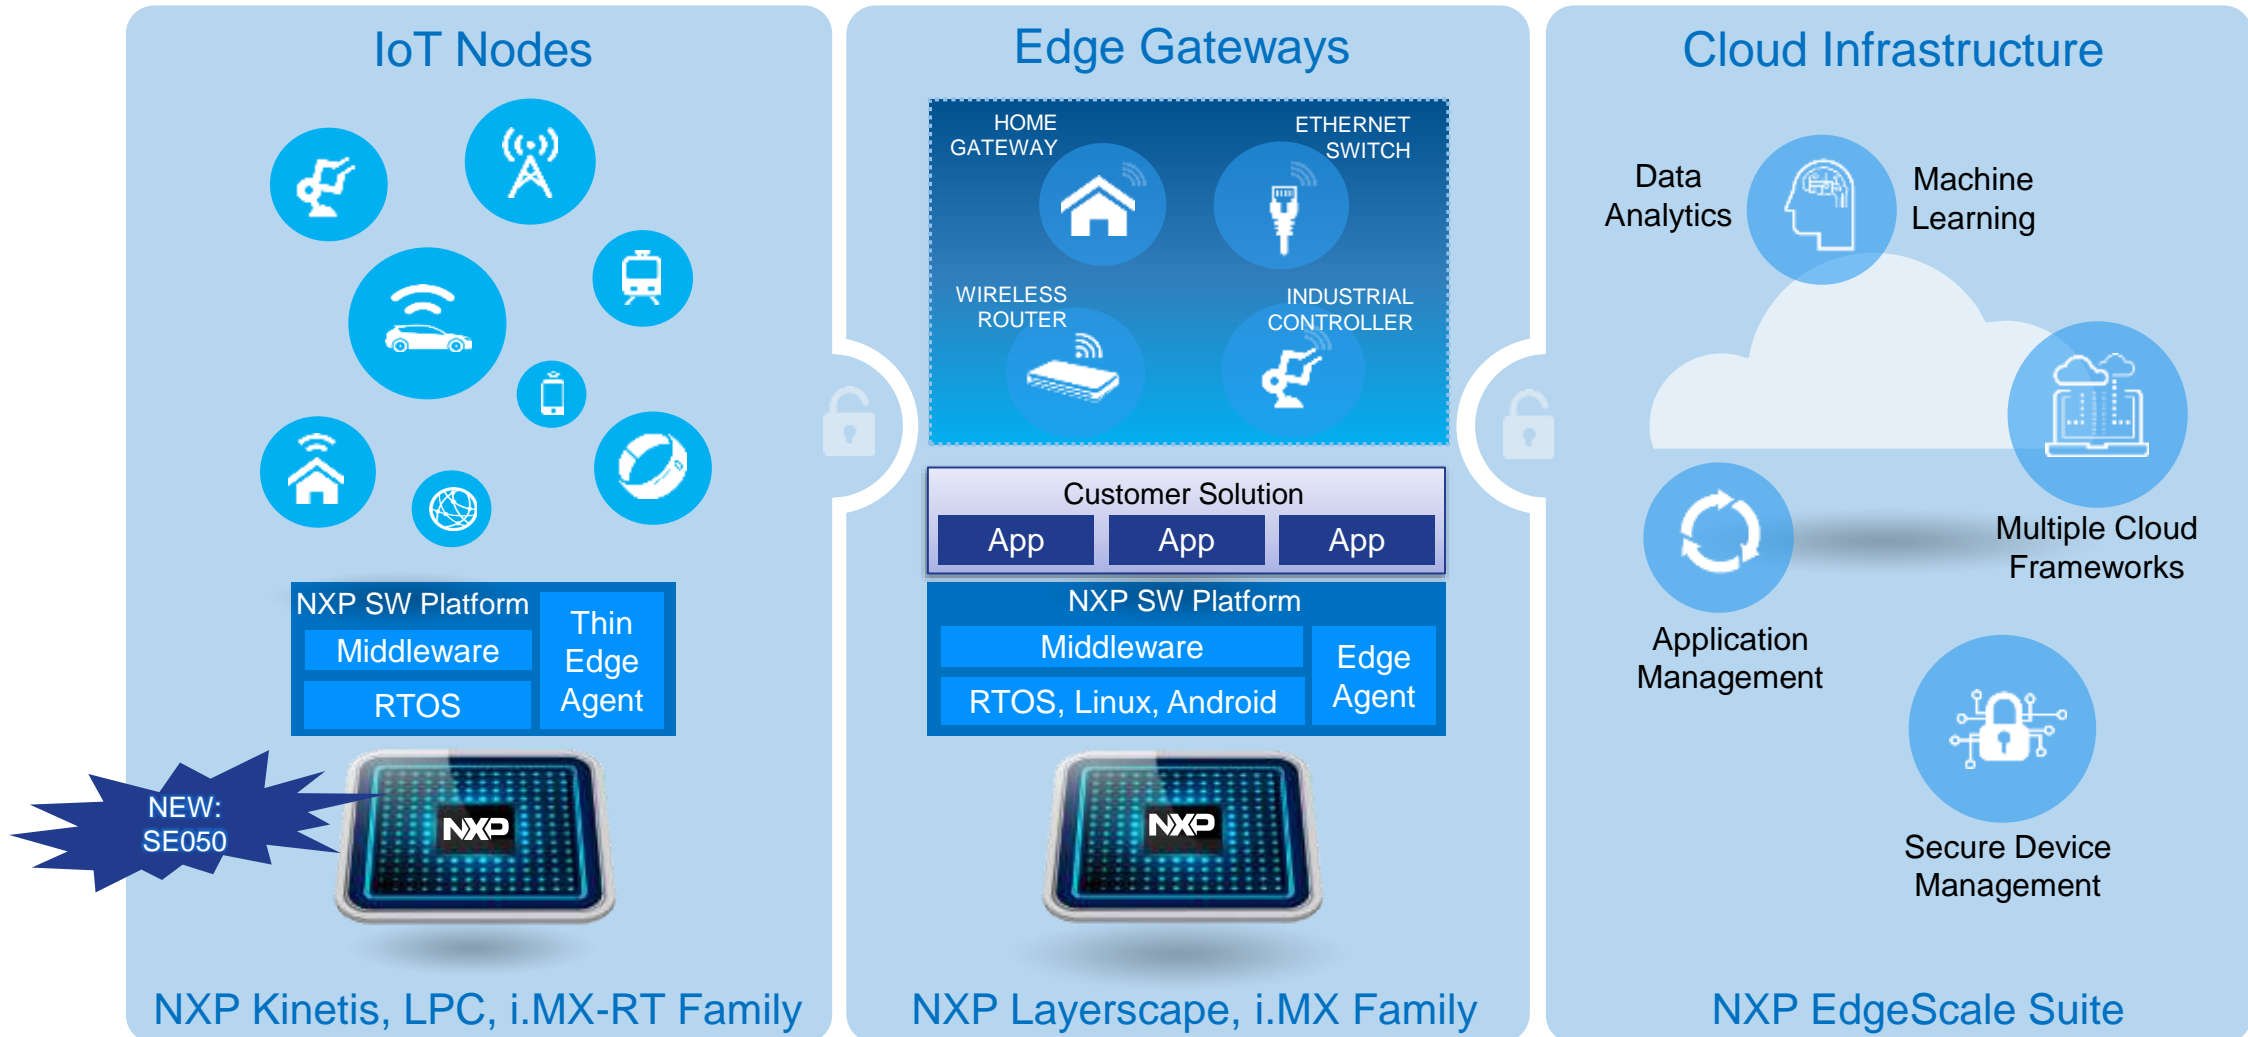 IoT Nodes
NXP SW Platform
Middleware
RTOS
Thin
Edge
Agent
NEW:
SE050
NXP
NXP Kinetis, LPC, i.MX-RT Family
Edge Gateways
HOME
GATEWAY
ETHERNET
SWITCH
WIRELESS
ROUTER
INDUSTRIAL
CONTROLLER
Customer Solution
App
App
App
NXP SW Platform
Middleware
RTOS, Linux, Android
Edge
Agent
NXP
NXP Layerscape, i.MX Family
Cloud Infrastructure
Data
Analytics
Machine
Learning
Multiple Cloud
Frameworks
Application
Management
Secure Device
Management
NXP EdgeScale Suite